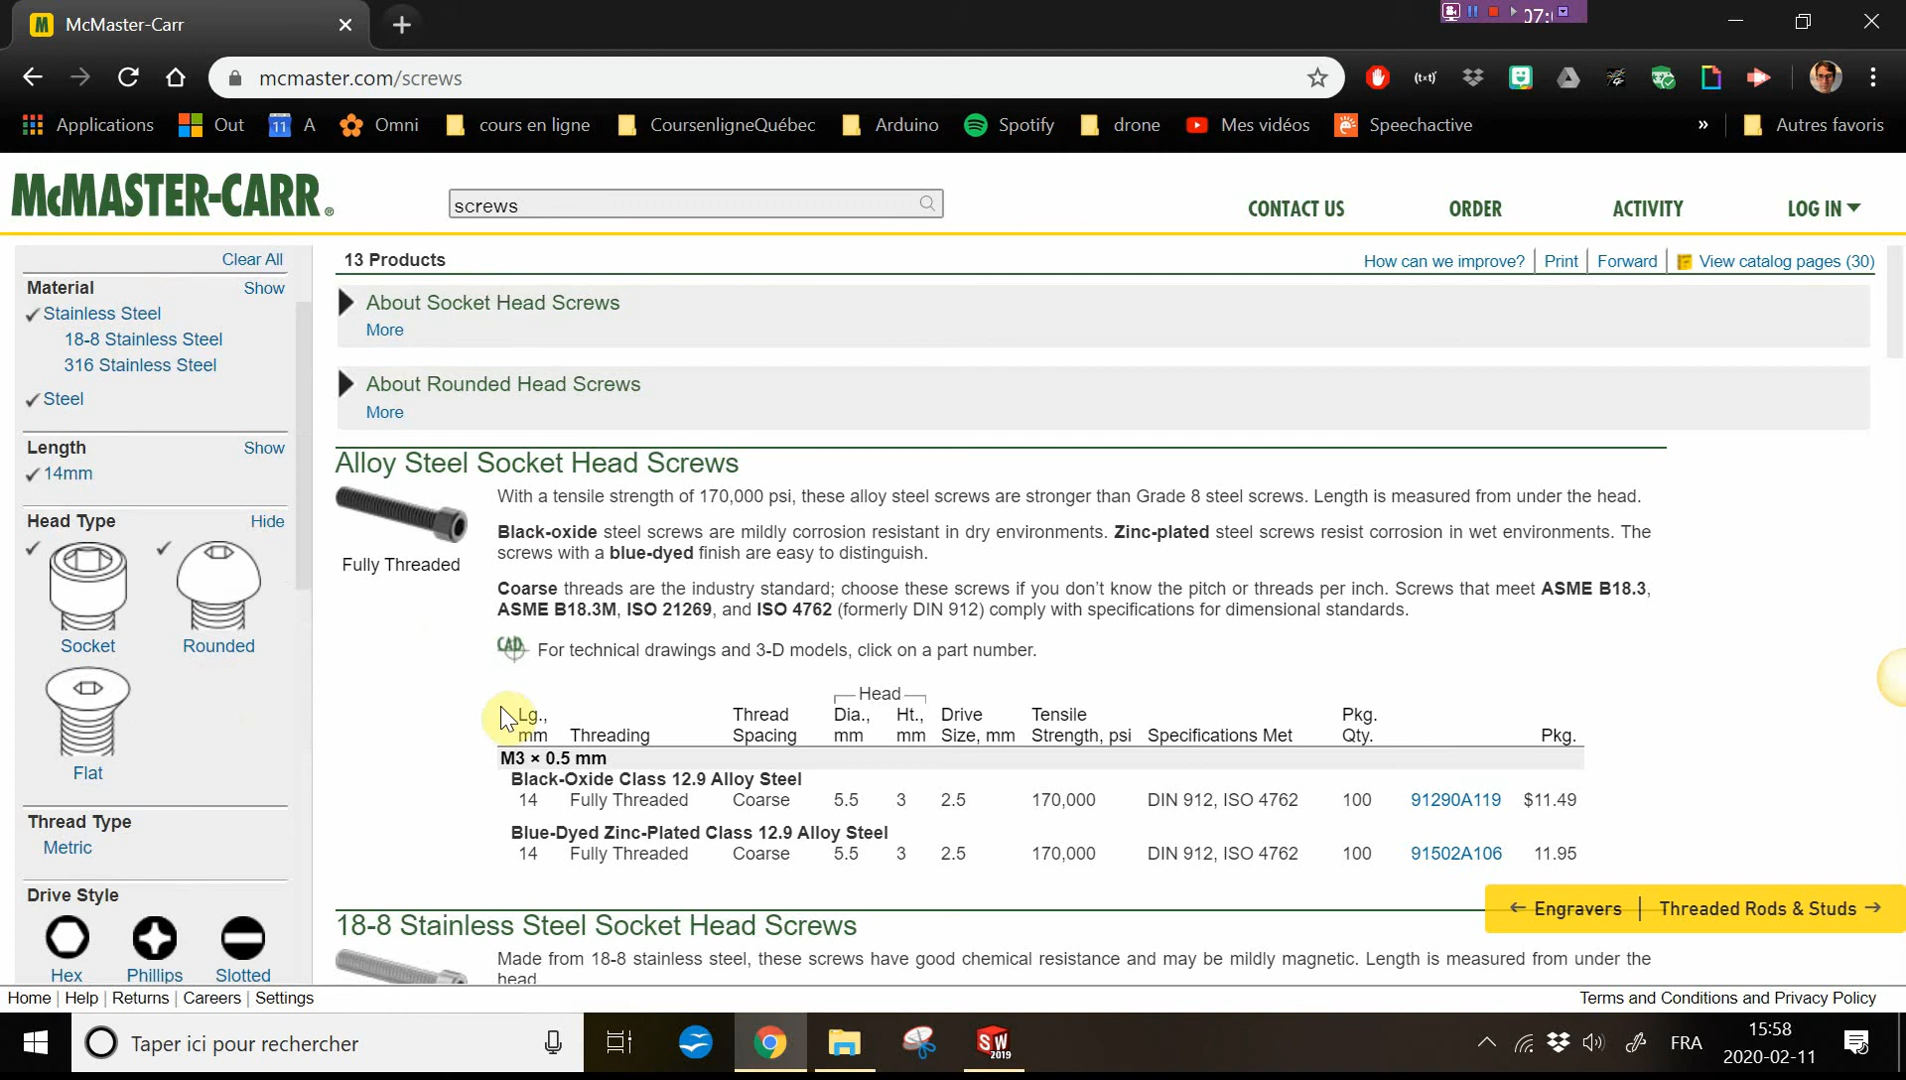 McMaster-Carr
07:
mcmaster.com/screws
Applications
Out
11 A
Omni
cours en ligne
CoursenligneQuébec
Arduino
Spotify
drone
Mes vidéos
Speechactive
»
Autres favoris
McMASTER-CARR®
screws
CONTACT US
ORDER
ACTIVITY
LOG IN
Clear All
Material Show
Stainless Steel
18-8 Stainless Steel
316 Stainless Steel
Steel
Length Show
14mm
Head Type Hide
Socket Rounded
Flat
Thread Type
Metric
Drive Style
Hex Phillips Slotted
13 Products
How can we improve? Print Forward View catalog pages (30)
About Socket Head Screws
More
About Rounded Head Screws
More
Alloy Steel Socket Head Screws
Fully Threaded
With a tensile strength of 170,000 psi, these alloy steel screws are stronger than Grade 8 steel screws. Length is measured from under the head.
Black-oxide steel screws are mildly corrosion resistant in dry environments. Zinc-plated steel screws resist corrosion in wet environments. The
screws with a blue-dyed finish are easy to distinguish.
Coarse threads are the industry standard; choose these screws if you don't know the pitch or threads per inch. Screws that meet ASME B18.3,
ASME B18.3M, ISO 21269, and ISO 4762 (formerly DIN 912) comply with specifications for dimensional standards.
CAD For technical drawings and 3-D models, click on a part number.
Head
Lg., Thread Dia., Ht., Drive Tensile Pkg.
mm Threading Spacing mm mm Size, mm Strength, psi Specifications Met Qty. Pkg.
M3 × 0.5 mm
Black-Oxide Class 12.9 Alloy Steel
14 Fully Threaded Coarse 5.5 3 2.5 170,000 DIN 912, ISO 4762 100 91290A119 $11.49
Blue-Dyed Zinc-Plated Class 12.9 Alloy Steel
14 Fully Threaded Coarse 5.5 3 2.5 170,000 DIN 912, ISO 4762 100 91502A106 11.95
Engravers | Threaded Rods & Studs
18-8 Stainless Steel Socket Head Screws
Made from 18-8 stainless steel, these screws have good chemical resistance and may be mildly magnetic. Length is measured from under the
head.
Home | Help | Returns | Careers | Settings
Terms and Conditions and Privacy Policy
Taper ici pour rechercher
SW
2019
FRA
15:58
2020-02-11